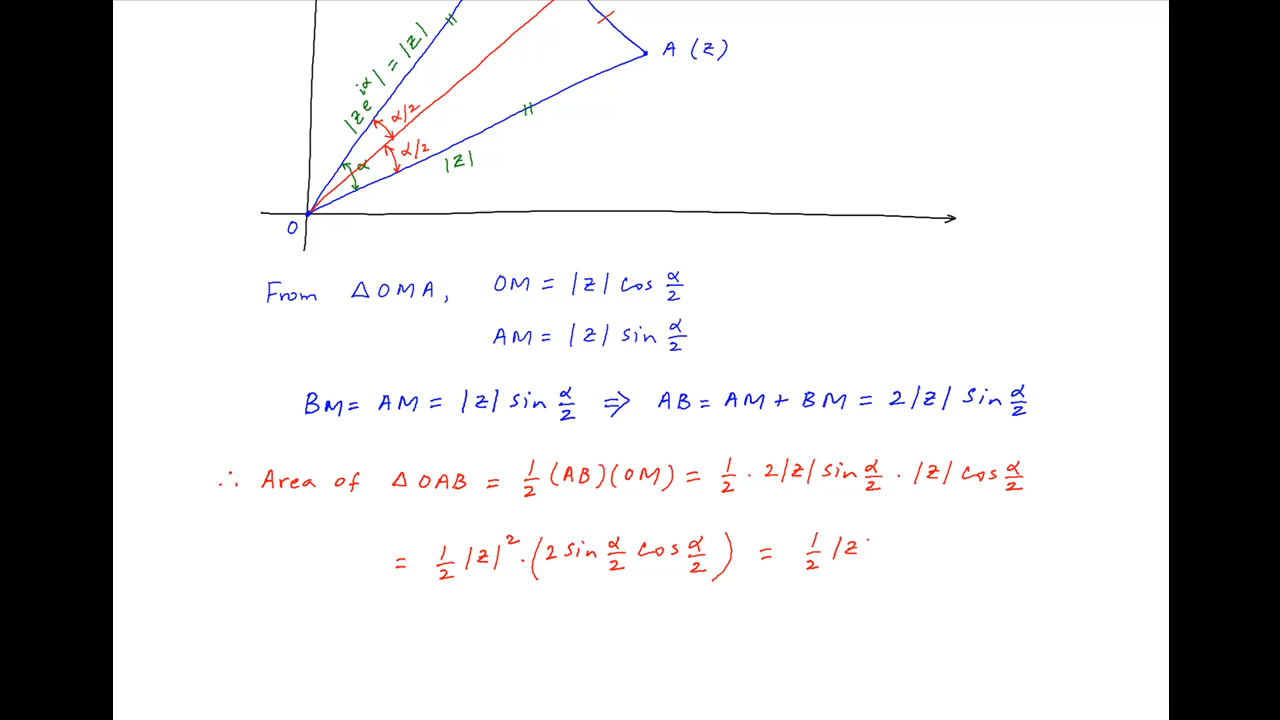 A (z)
|ze^{iα}| = |z|
α/2
α/2
α
|z|
O
From △OMA, OM = |z| cos α/2
AM = |z| sin α/2
BM = AM = |z| sin α/2 ⇒ AB = AM + BM = 2|z| sin α/2
∴ Area of △OAB = 1/2 (AB)(OM) = 1/2 · 2|z| sin α/2 · |z| cos α/2
= 1/2 |z|² · (2 sin α/2 cos α/2) = 1/2 |z